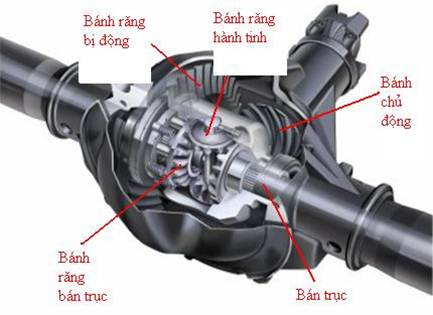 Bánh răng
bị động
Bánh răng
hành tinh
Bánh
chủ
động
Bánh
răng
bán trục
Bán trục